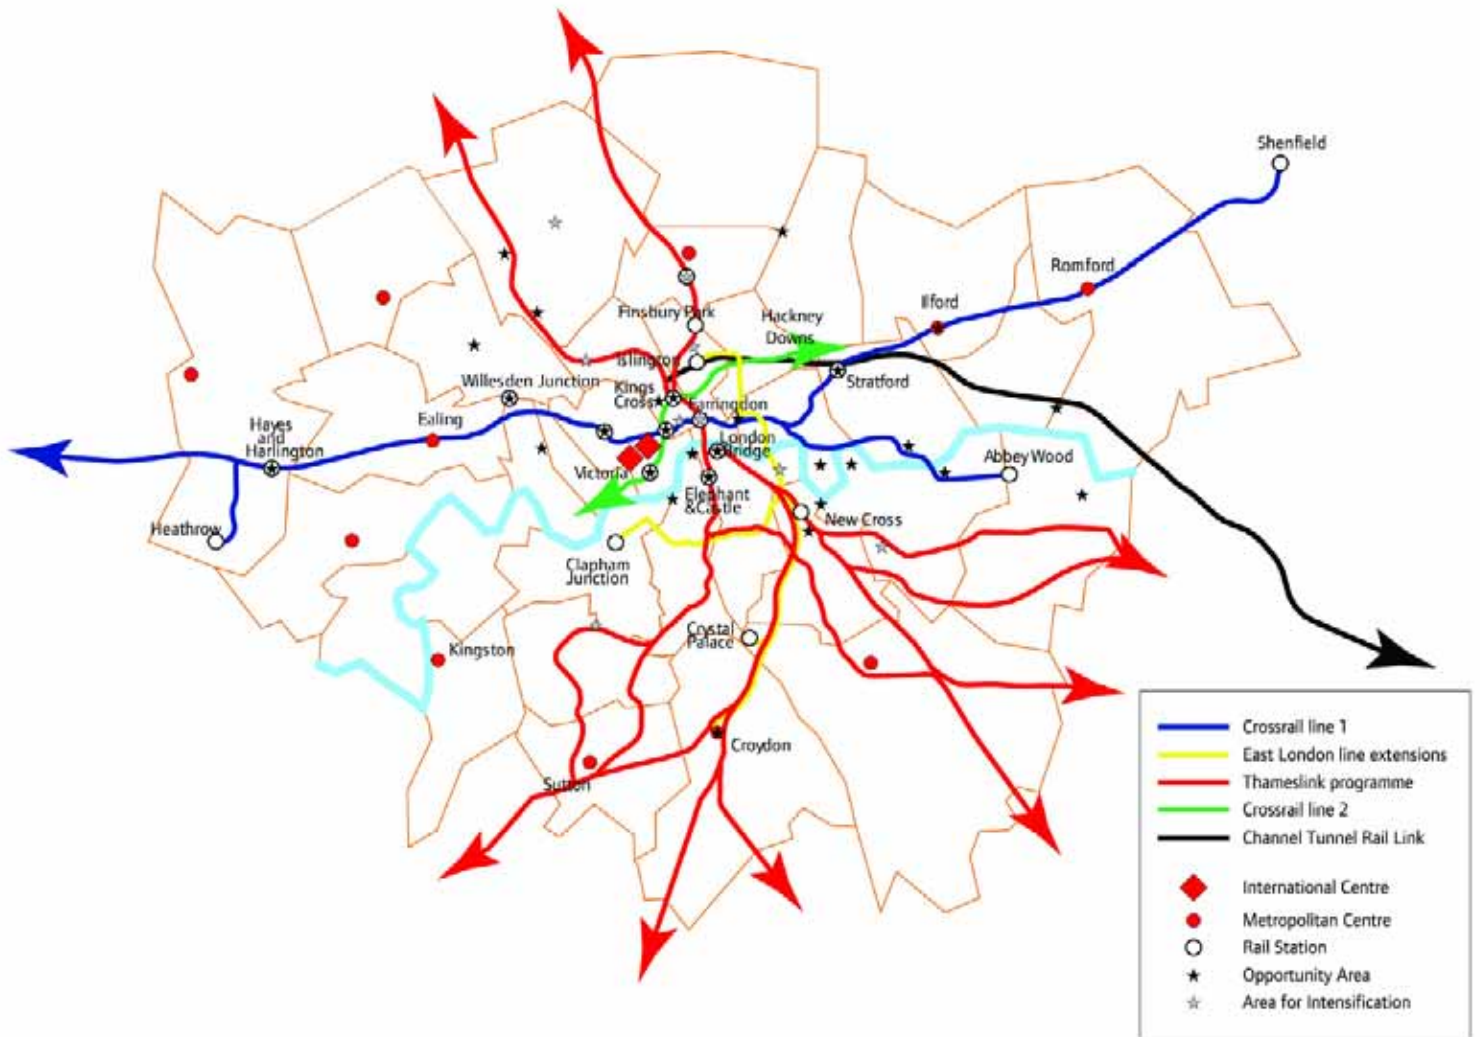 Shenfield
Romford
Ilford
Finsbury Park
Hackney
Downs
Islington
Willesden Junction
Kings
Cross
Stratford
Farringdon
Ealing
Hayes
and
Harlington
London
Bridge
Abbey Wood
Victoria
Elephant
&Castle
New Cross
Heathrow
Clapham
Junction
Crystal
Palace
Kingston
Croydon
Sutton
Crossrail line 1
East London line extensions
Thameslink programme
Crossrail line 2
Channel Tunnel Rail Link
International Centre
Metropolitan Centre
Rail Station
Opportunity Area
Area for Intensification